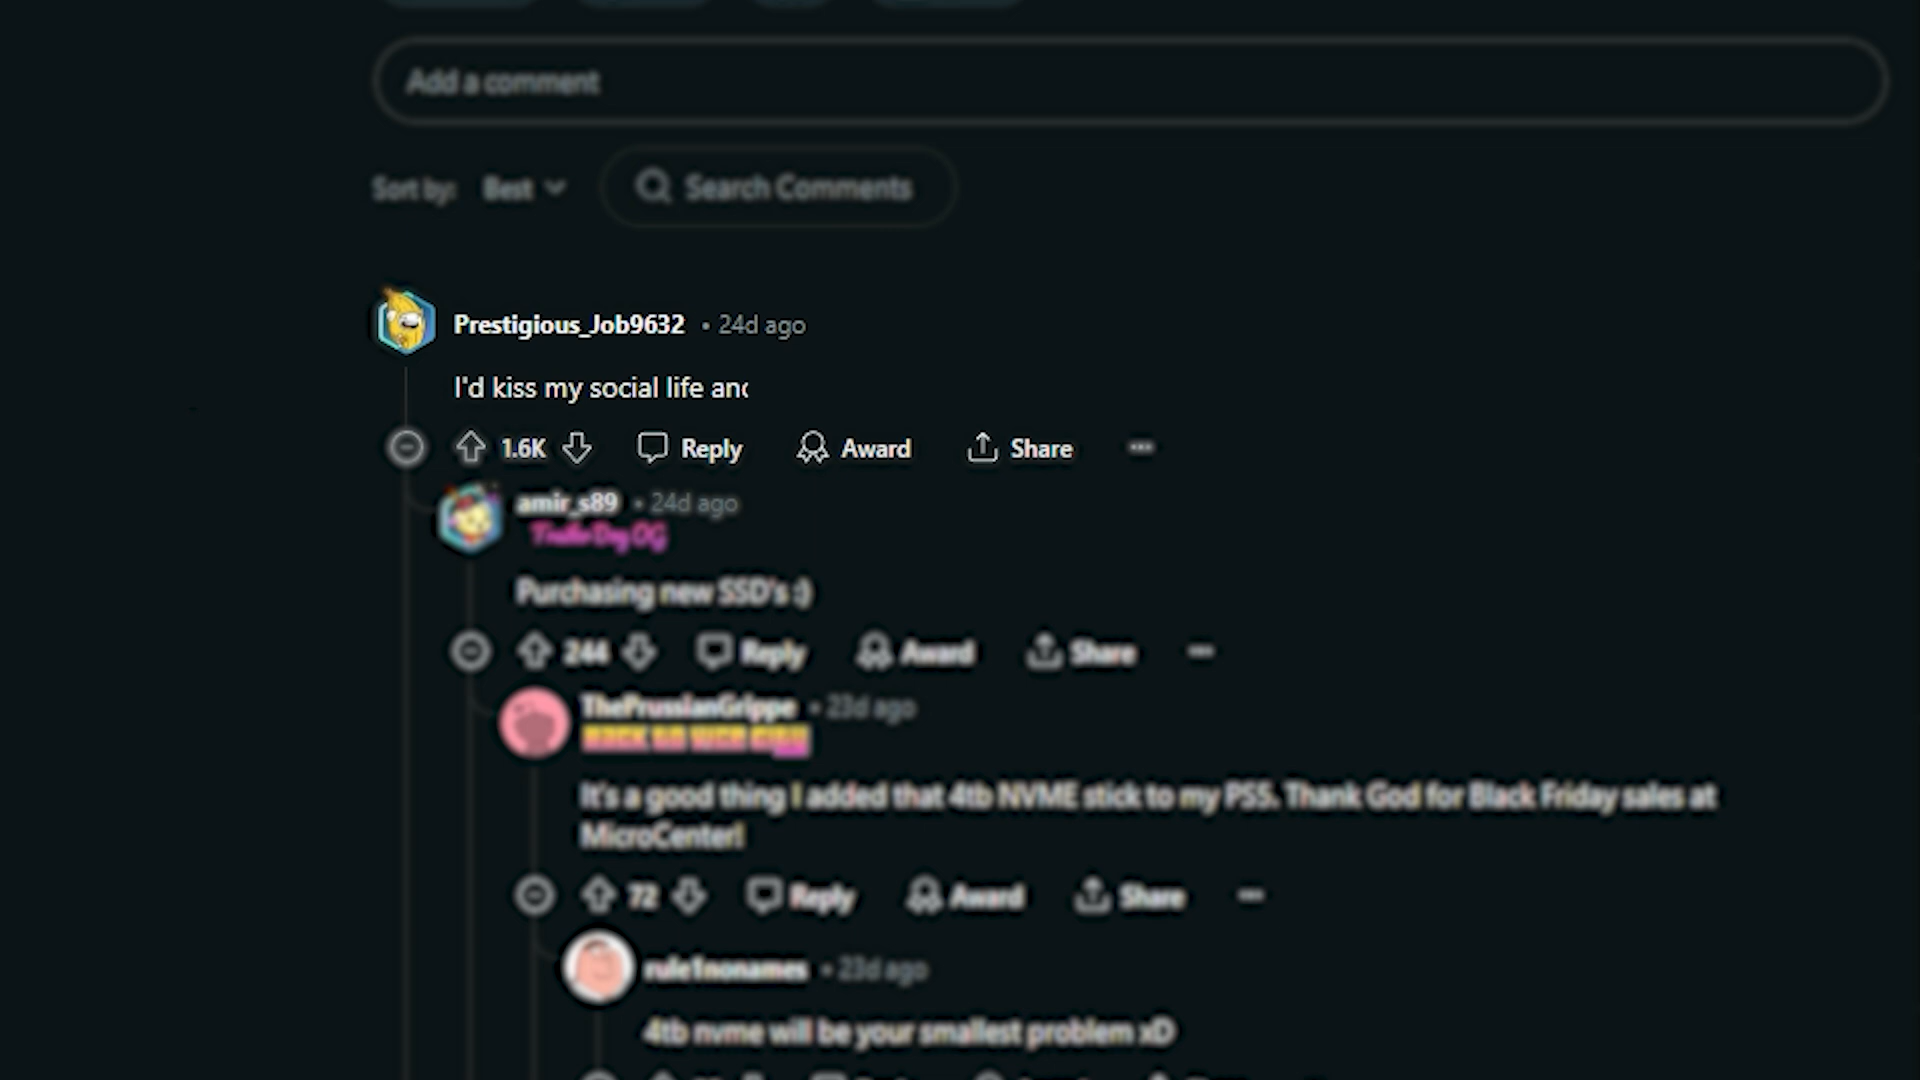 Add a comment
Sort by: Best Search Comments
Prestigious_Job9632 • 24d ago
I'd kiss my social life and
1.6K Reply Award Share
amir_s89 • 24d ago
Purchasing new SSD's :)
244 Reply Award Share
ThePrussianGrippe • 23d ago
It's a good thing I added that 4tb NVME stick to my PS5. Thank God for Black Friday sales at
MicroCenter!
72 Reply Award Share
rule1nonames • 23d ago
4tb nvme will be your smallest problem xD